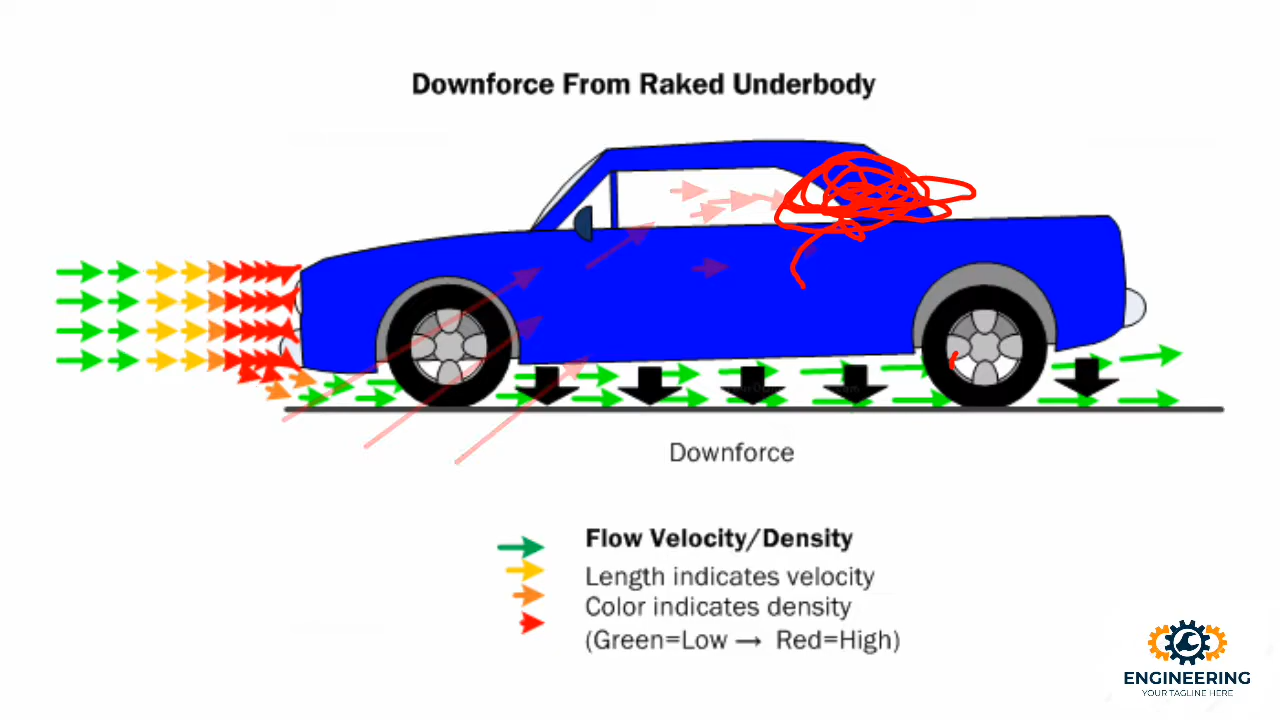 Downforce From Raked Underbody
Downforce
Flow Velocity/Density
Length indicates velocity
Color indicates density
(Green=Low → Red=High)
ENGINEERING
YOUR TAGLINE HERE